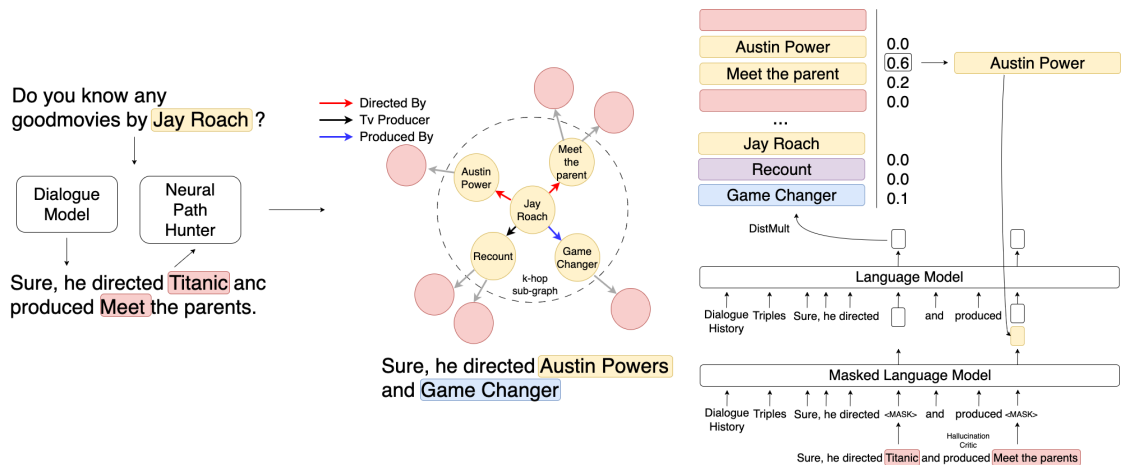 Do you know any
goodmovies by Jay Roach ?
Dialogue
Model
Neural
Path
Hunter
Sure, he directed Titanic anc
produced Meet the parents.
Directed By
Tv Producer
Produced By
Austin
Power
Meet
the
parent
Jay
Roach
Recount
Game
Changer
k-hop
sub-graph
Sure, he directed Austin Powers
and Game Changer
Austin Power
Meet the parent
...
Jay Roach
Recount
Game Changer
0.0
0.6
0.2
0.0
0.0
0.0
0.1
Austin Power
DistMult
Language Model
Dialogue
History
Triples
Sure, he directed
and
produced
Masked Language Model
Dialogue
History
Triples
Sure, he directed
<MASK>
and
produced
<MASK>
Hallucination
Critic
Sure, he directed Titanic and produced Meet the parents